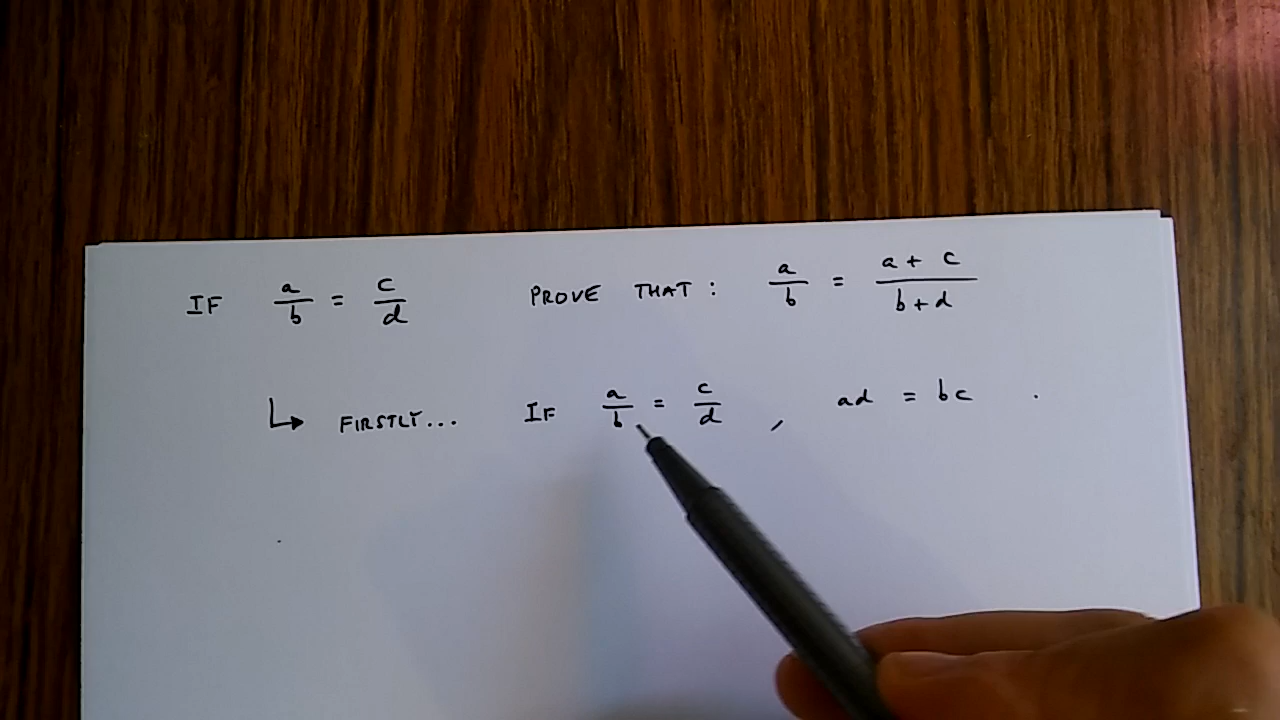 IF a/b = c/d PROVE THAT: a/b = a+c/b+d
↳ FIRSTLY... IF a/b = c/d , ad = bc .